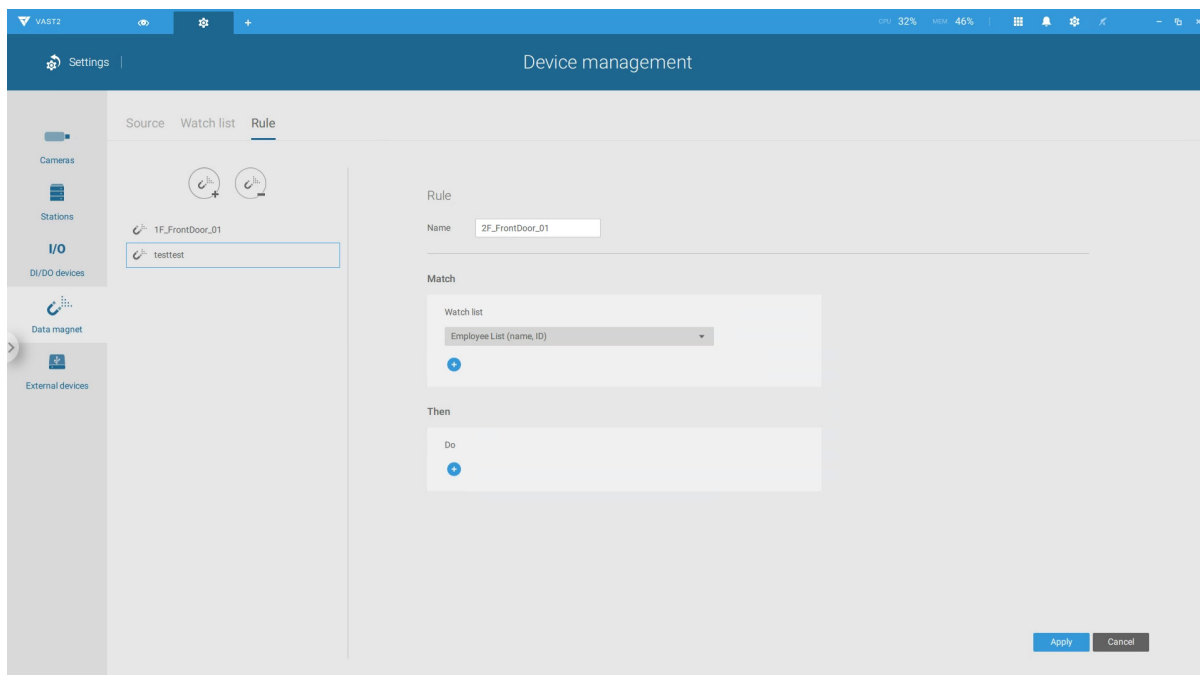 VAST2
+
CPU 32% MEM 46%
Settings
Device management
Cameras
Stations
I/O
DI/DO devices
Data magnet
External devices
Source Watch list Rule
1F_FrontDoor_01
testtest
Rule
Name 2F_FrontDoor_01
Match
Watch list
Employee List (name, ID)
Then
Do
Apply Cancel